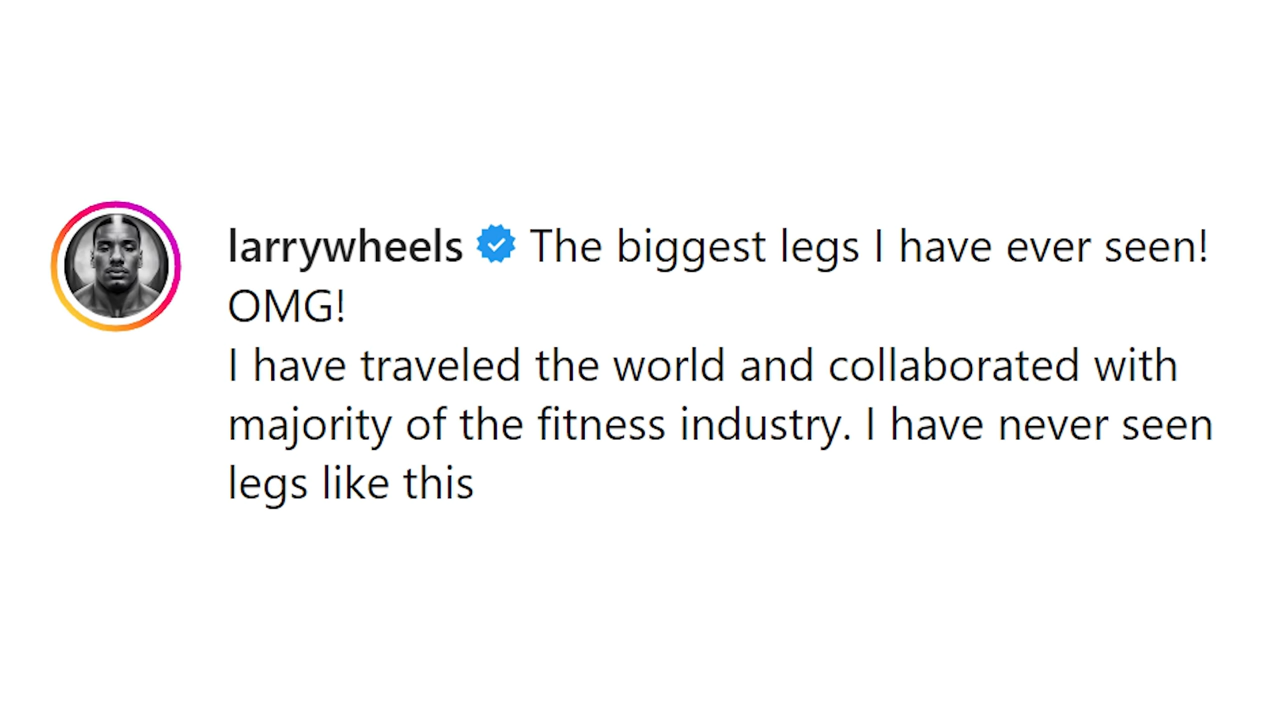 larrywheels The biggest legs I have ever seen!
OMG!
I have traveled the world and collaborated with
majority of the fitness industry. I have never seen
legs like this